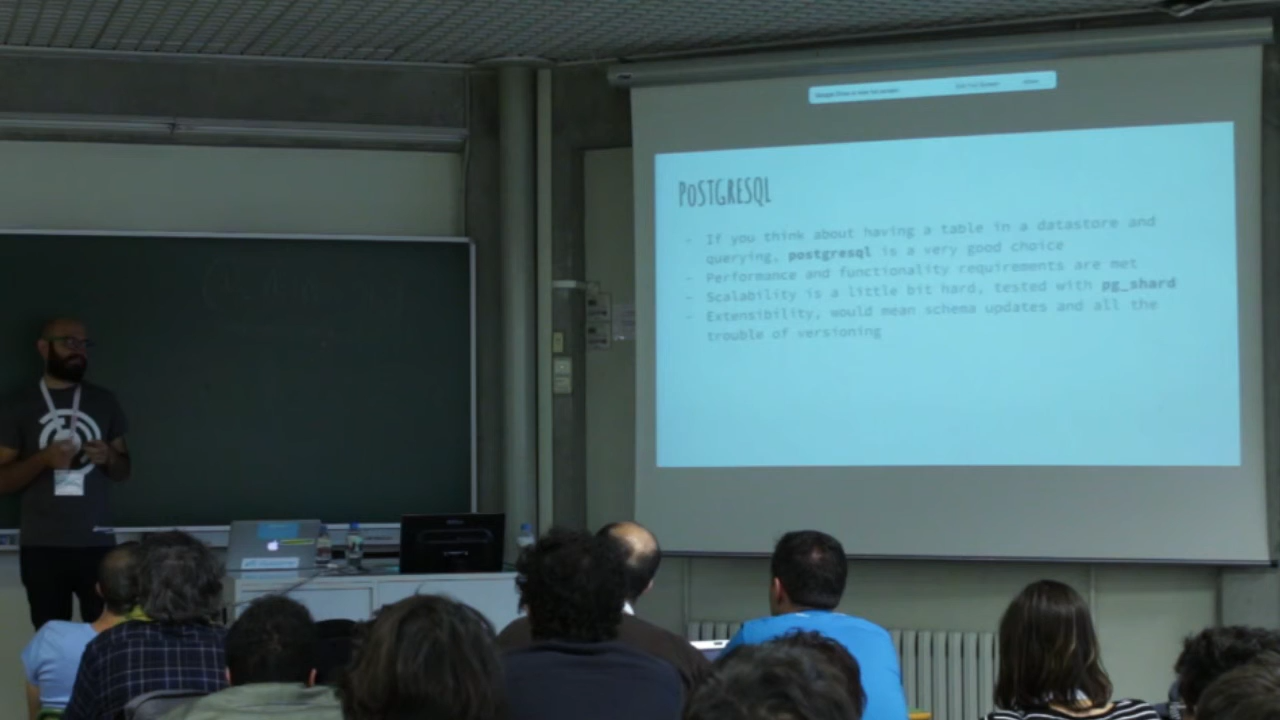 PoSTGRESQL
- If you think about having a table in a datastore and
querying, postgresql is a very good choice
- Performance and functionality requirements are met
- Scalability is a little bit hard, tested with pg_shard
- Extensibility, would mean schema updates and all the
trouble of versioning